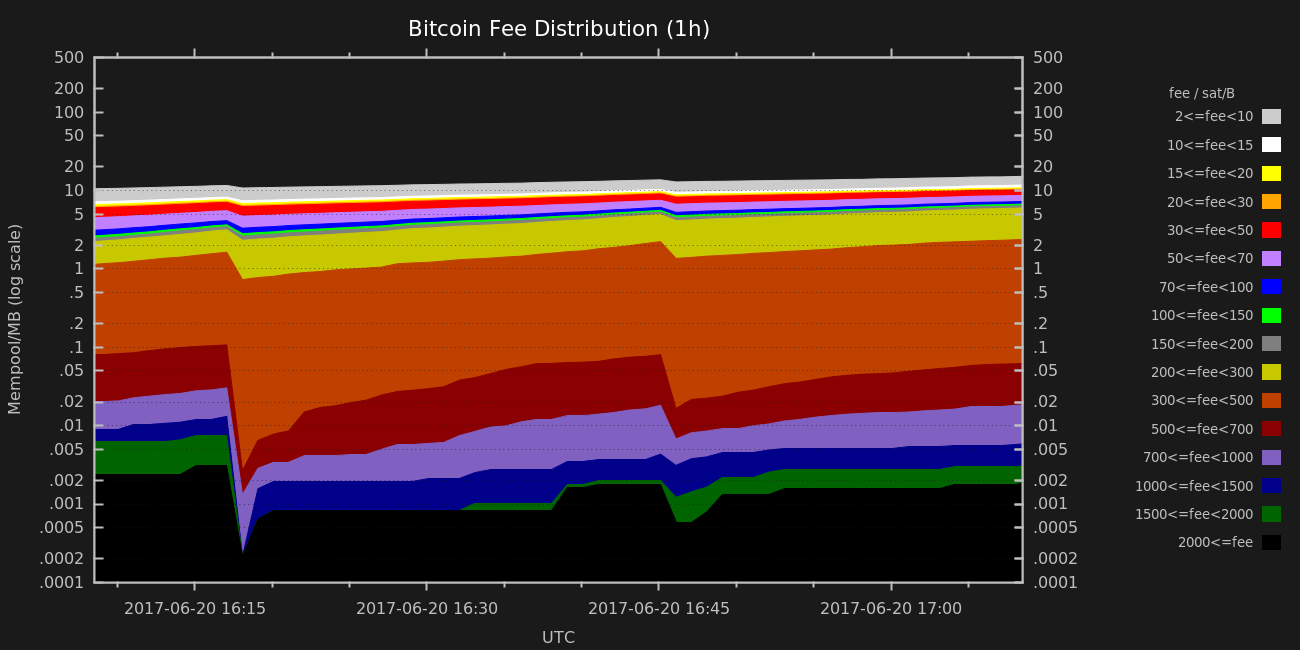 Bitcoin Fee Distribution (1h)
Mempool/MB (log scale)
500
200
100
50
20
10
5
2
1
.5
.2
.1
.05
.02
.01
.005
.002
.001
.0005
.0002
.0001
500
200
100
50
20
10
5
2
1
.5
.2
.1
.05
.02
.01
.005
.002
.001
.0005
.0002
.0001
2017-06-20 16:15
2017-06-20 16:30
2017-06-20 16:45
2017-06-20 17:00
UTC
fee / sat/B
2<=fee<10
10<=fee<15
15<=fee<20
20<=fee<30
30<=fee<50
50<=fee<70
70<=fee<100
100<=fee<150
150<=fee<200
200<=fee<300
300<=fee<500
500<=fee<700
700<=fee<1000
1000<=fee<1500
1500<=fee<2000
2000<=fee